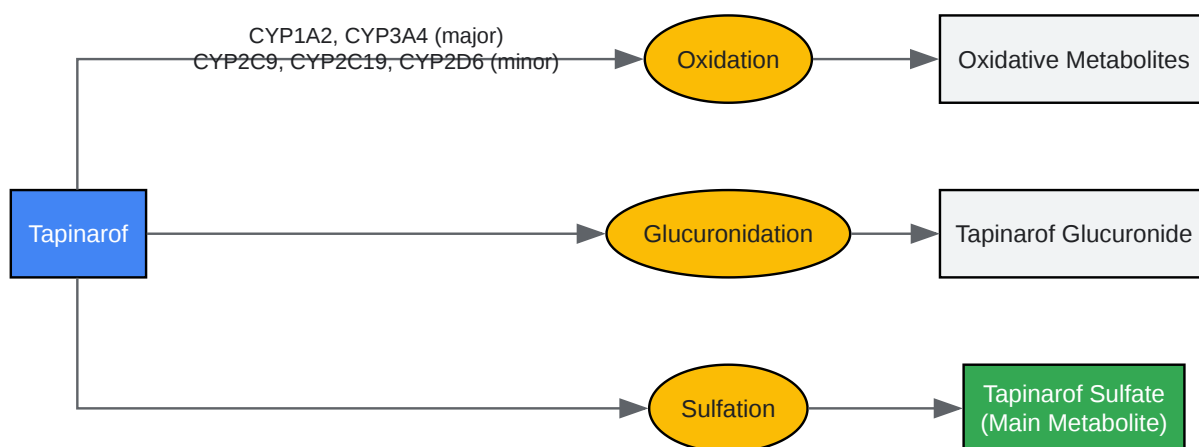 CYP1A2, CYP3A4 (major)
CYP2C9, CYP2C19, CYP2D6 (minor)
Oxidation
Oxidative Metabolites
Tapinarof
Glucuronidation
Tapinarof Glucuronide
Sulfation
Tapinarof Sulfate
(Main Metabolite)